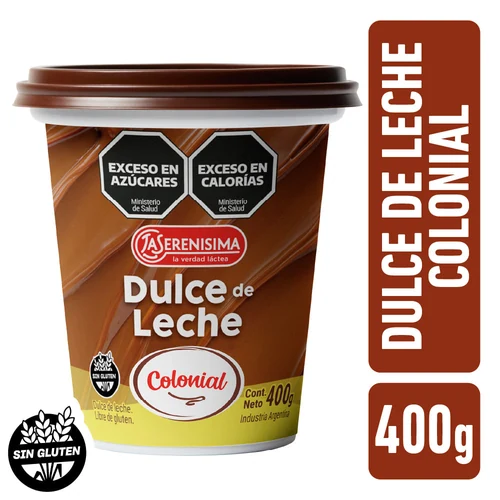 EXCESO EN
AZÚCARES
Ministerio
de Salud
EXCESO EN
CALORÍAS
Ministerio
de Salud
LA SERENISIMA
la verdad láctea
Dulce de
Leche
Colonial
SIN GLUTEN
Dulce de leche.
Libre de gluten.
Cont.
Neto 400g
Industria Argentina
SIN GLUTEN
DULCE DE LECHE
COLONIAL
400g